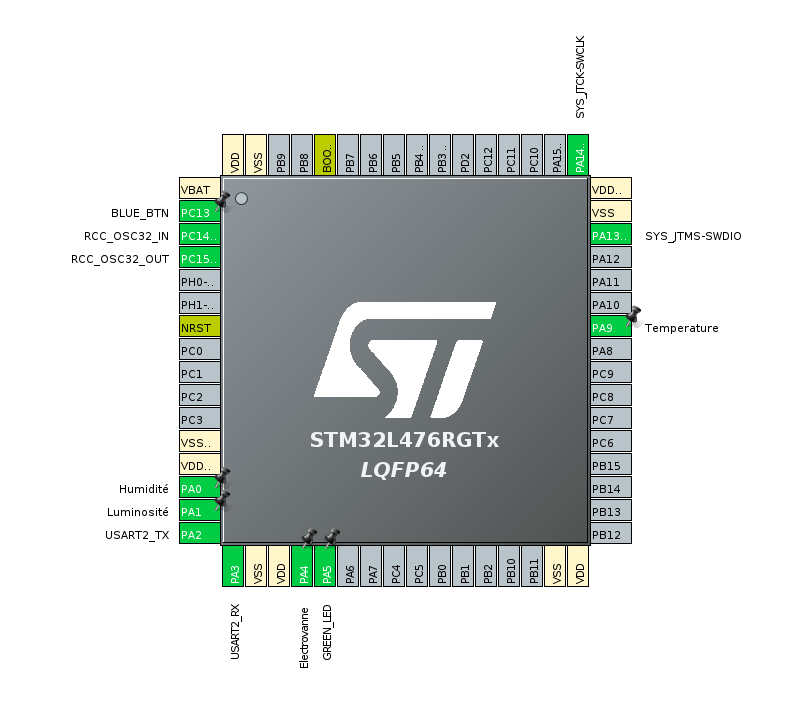 SYS_JTCK-SWCLK
VDD
VSS
PB9
PB8
BOO..
PB7
PB6
PB5
PB4..
PB3..
PD2
PC12
PC11
PC10
PA15..
PA14..
VBAT
BLUE_BTN PC13
RCC_OSC32_IN PC14..
RCC_OSC32_OUT PC15..
PH0-..
PH1-..
NRST
PC0
PC1
PC2
PC3
VSS..
VDD..
Humidité PA0
Luminosité PA1
USART2_TX PA2
VDD..
VSS
PA13.. SYS_JTMS-SWDIO
PA12
PA11
PA10
PA9 Temperature
PA8
PC9
PC8
PC7
PC6
PB15
PB14
PB13
PB12
ST
STM32L476RGTx
LQFP64
PA3
VSS
VDD
PA4
PA5
PA6
PA7
PC4
PC5
PB0
PB1
PB2
PB10
PB11
VSS
VDD
USART2_RX
Electrovanne
GREEN_LED